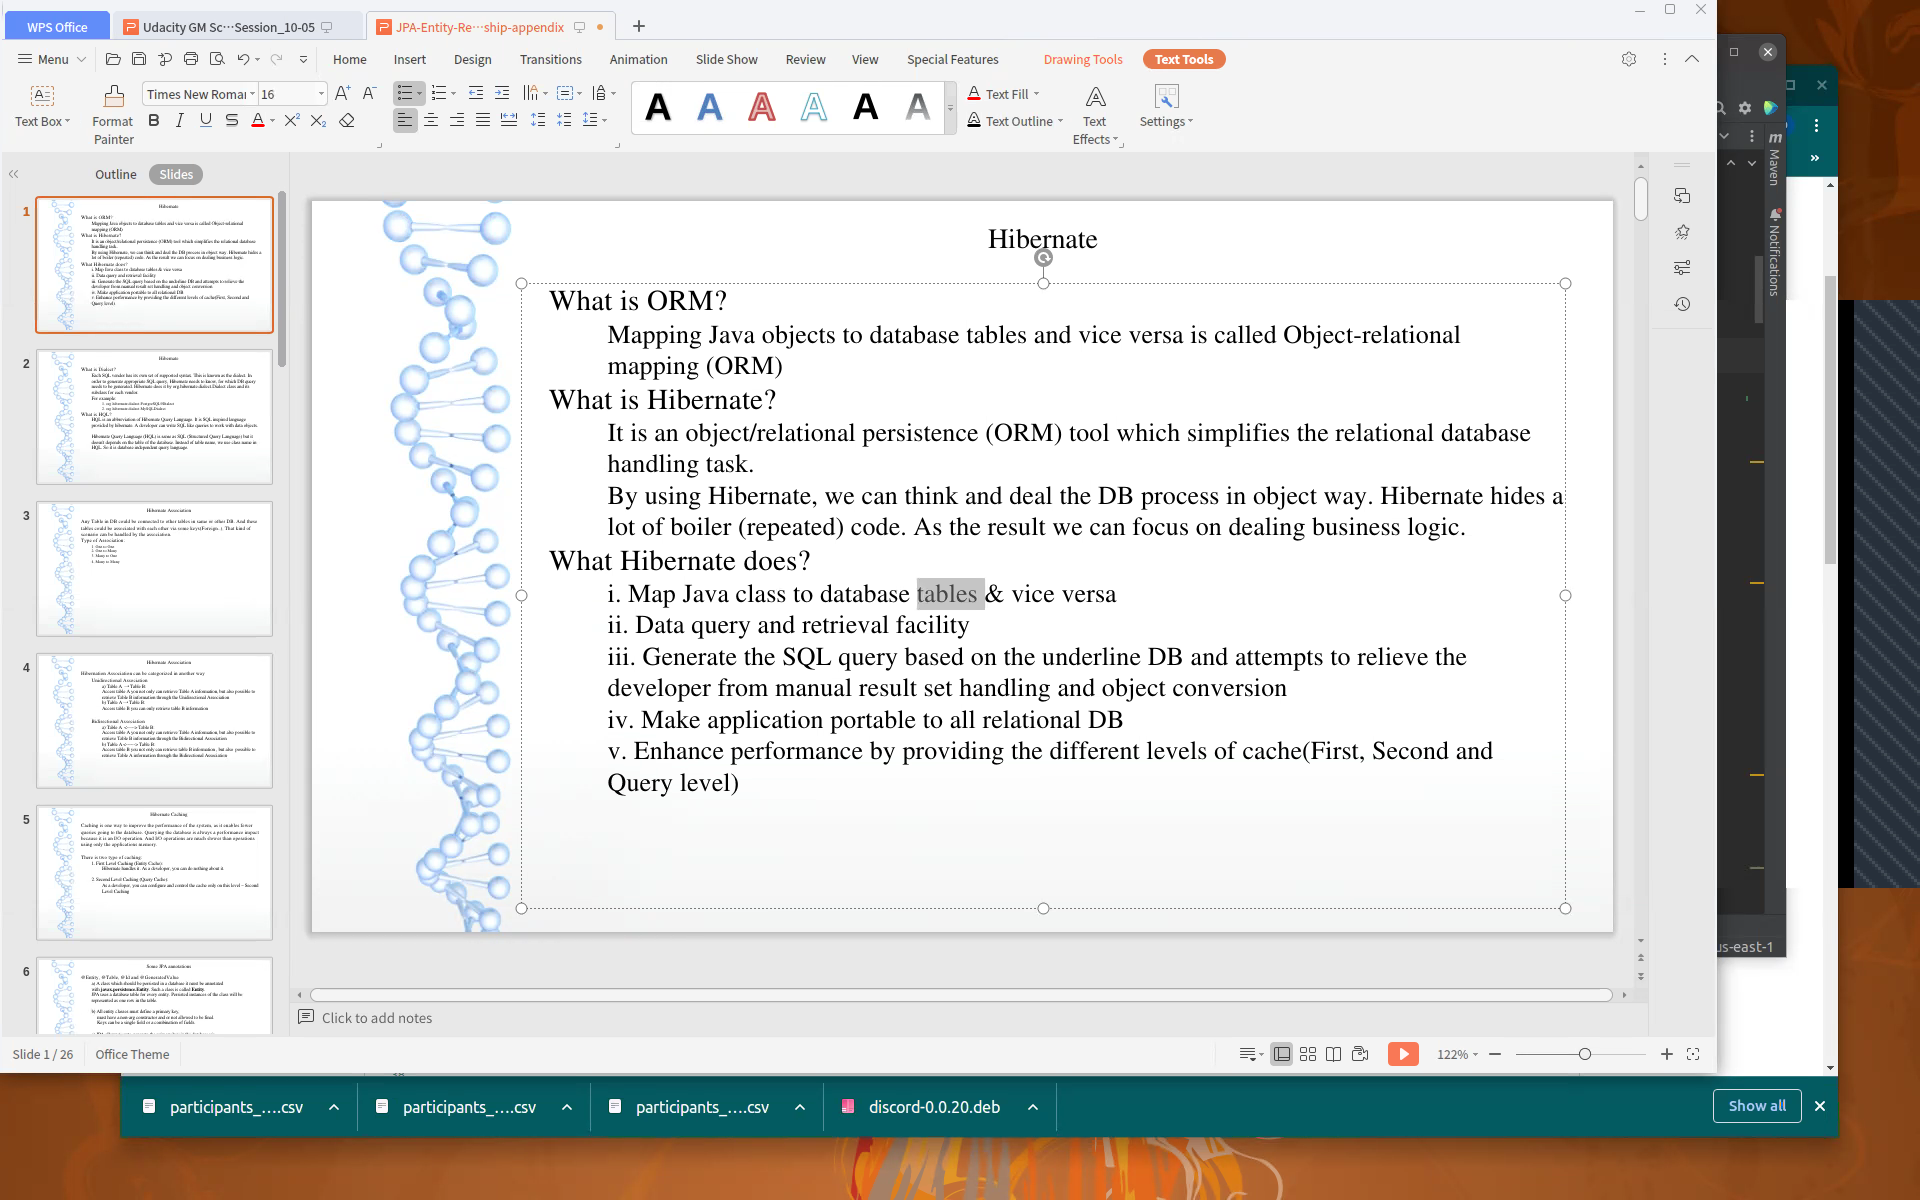 WPS Office
Udacity GM Sc···Session_10-05
JPA-Entity-Re···ship-appendix
Menu
Home
Insert
Design
Transitions
Animation
Slide Show
Review
View
Special Features
Drawing Tools
Text Tools
Text Box
Format
Painter
Times New Roman
16
B I U S A X² X₂
A A A A A A
Text Fill
Text Outline
Text
Effects
Settings
Outline
Slides
1
2
3
4
5
6
Hibernate
What is ORM?
Mapping Java objects to database tables and vice versa is called Object-relational
mapping (ORM)
What is Hibernate?
It is an object/relational persistence (ORM) tool which simplifies the relational database
handling task.
By using Hibernate, we can think and deal the DB process in object way. Hibernate hides a
lot of boiler (repeated) code. As the result we can focus on dealing business logic.
What Hibernate does?
i. Map Java class to database tables & vice versa
ii. Data query and retrieval facility
iii. Generate the SQL query based on the underline DB and attempts to relieve the
developer from manual result set handling and object conversion
iv. Make application portable to all relational DB
v. Enhance performance by providing the different levels of cache(First, Second and
Query level)
Click to add notes
Slide 1 / 26
Office Theme
122%
Maven
Notifications
us-east-1
participants_....csv
participants_....csv
participants_....csv
discord-0.0.20.deb
Show all